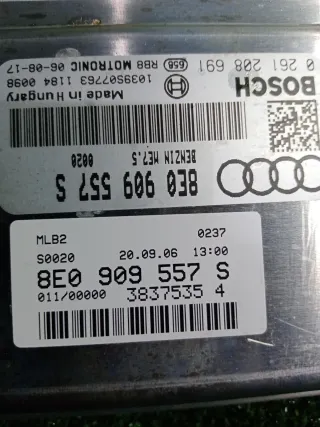 0 261 208 691
BOSCH
658 RB8 MOTRONIC 06-08-17
1039S07763 1184 0098
Made in Hungary
BENZIN ME7.5
0020
8E0 909 557 S
MLB2 0237
S0020 20.09.06 13:00
8E0 909 557 S
011/00000 3837535 4